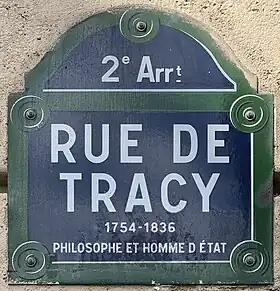 2e Arrt
RUE DE
TRACY
1754-1836
PHILOSOPHE ET HOMME D ÉTAT